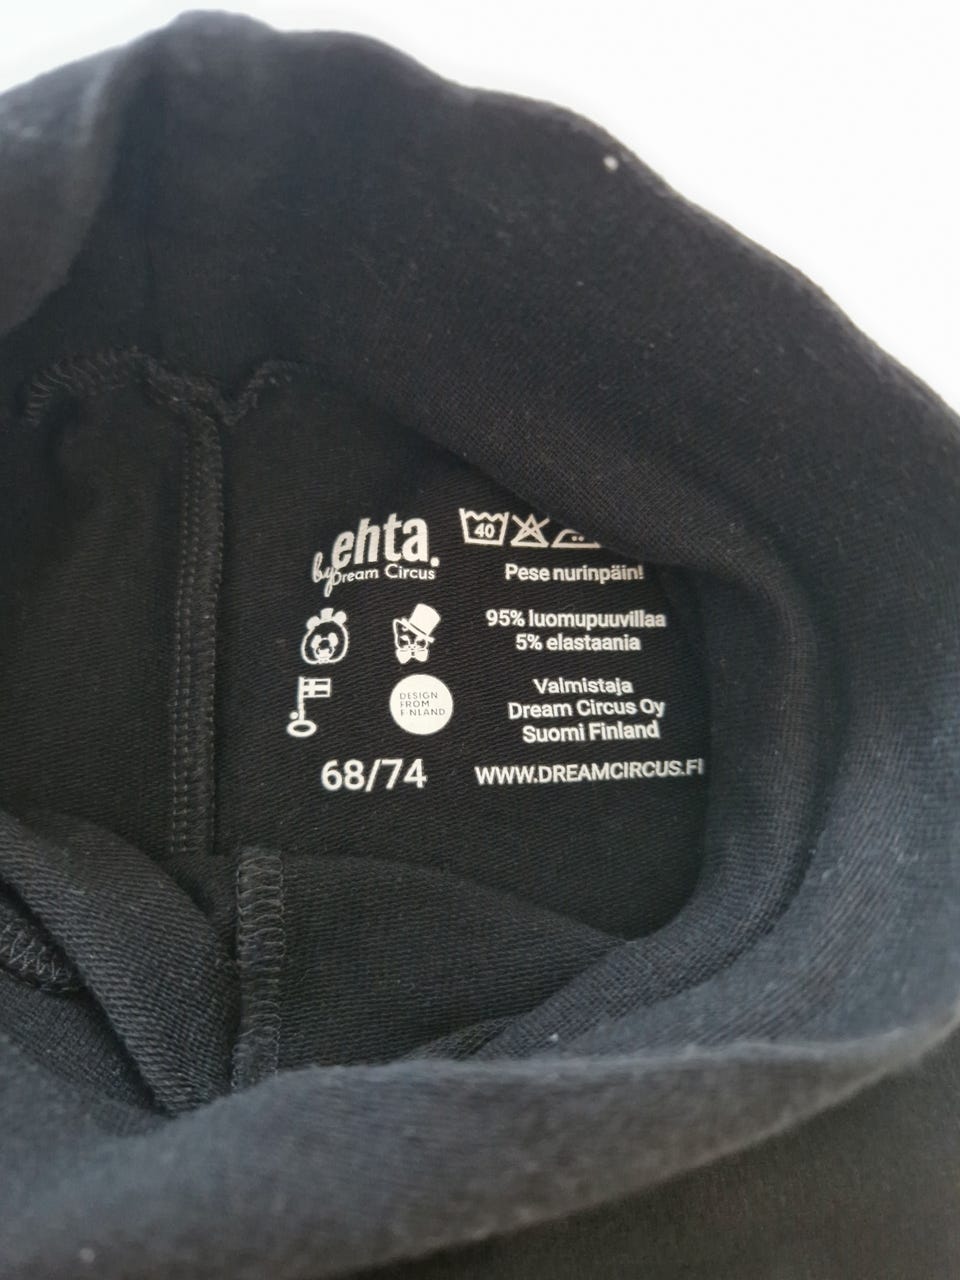 ehta.
by Dream Circus
40
Pese nurinpäin!
95% luomupuuvillaa
5% elastaania
DESIGN
FROM
FINLAND
Valmistaja
Dream Circus Oy
Suomi Finland
68/74
WWW.DREAMCIRCUS.FI